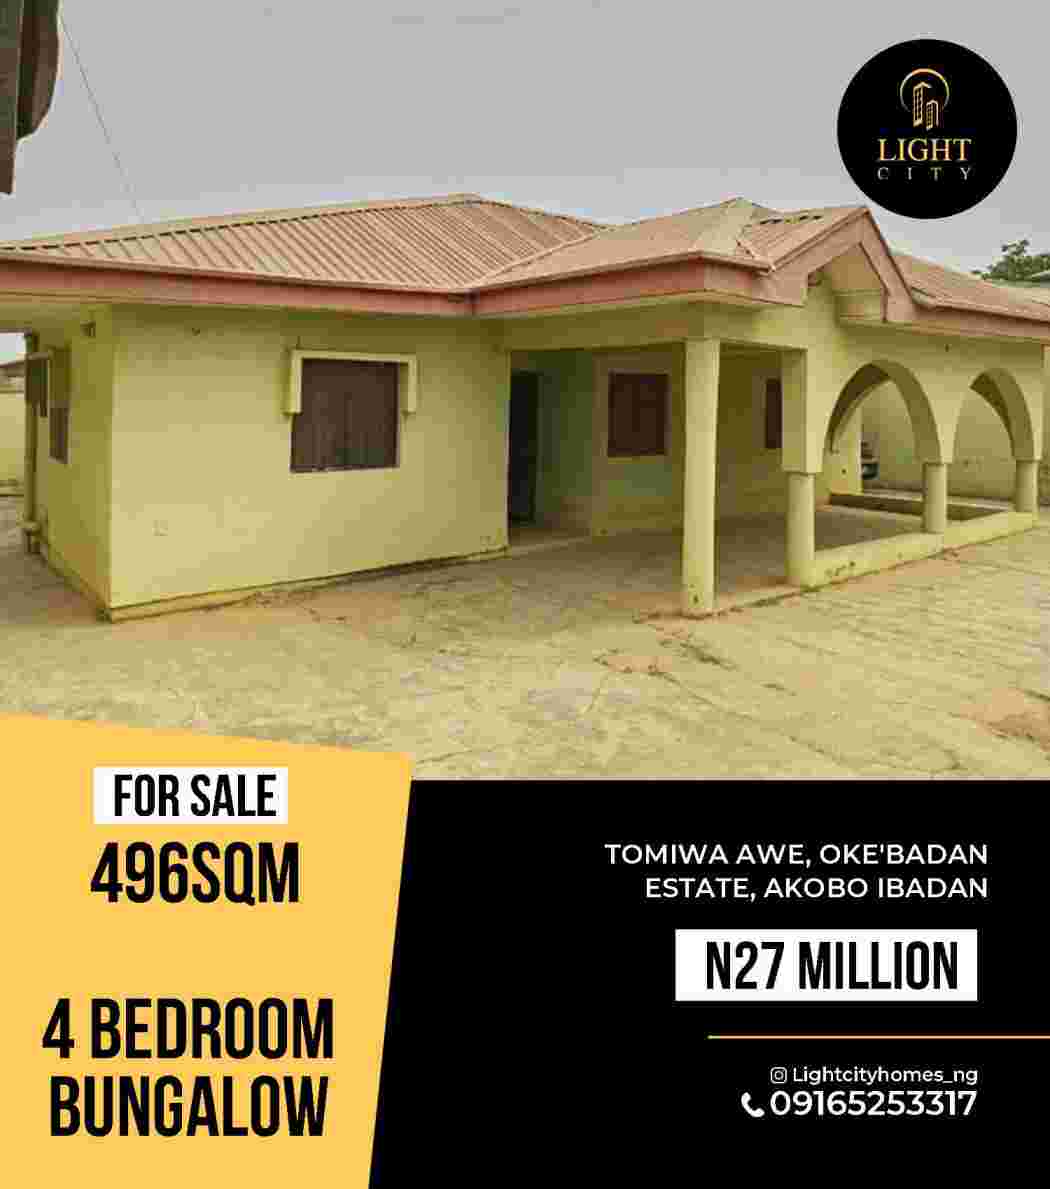 LIGHT
CITY
FOR SALE
496SQM
4 BEDROOM
BUNGALOW
TOMIWA AWE, OKE'BADAN
ESTATE, AKOBO IBADAN
N27 MILLION
Lightcityhomes_ng
09165253317